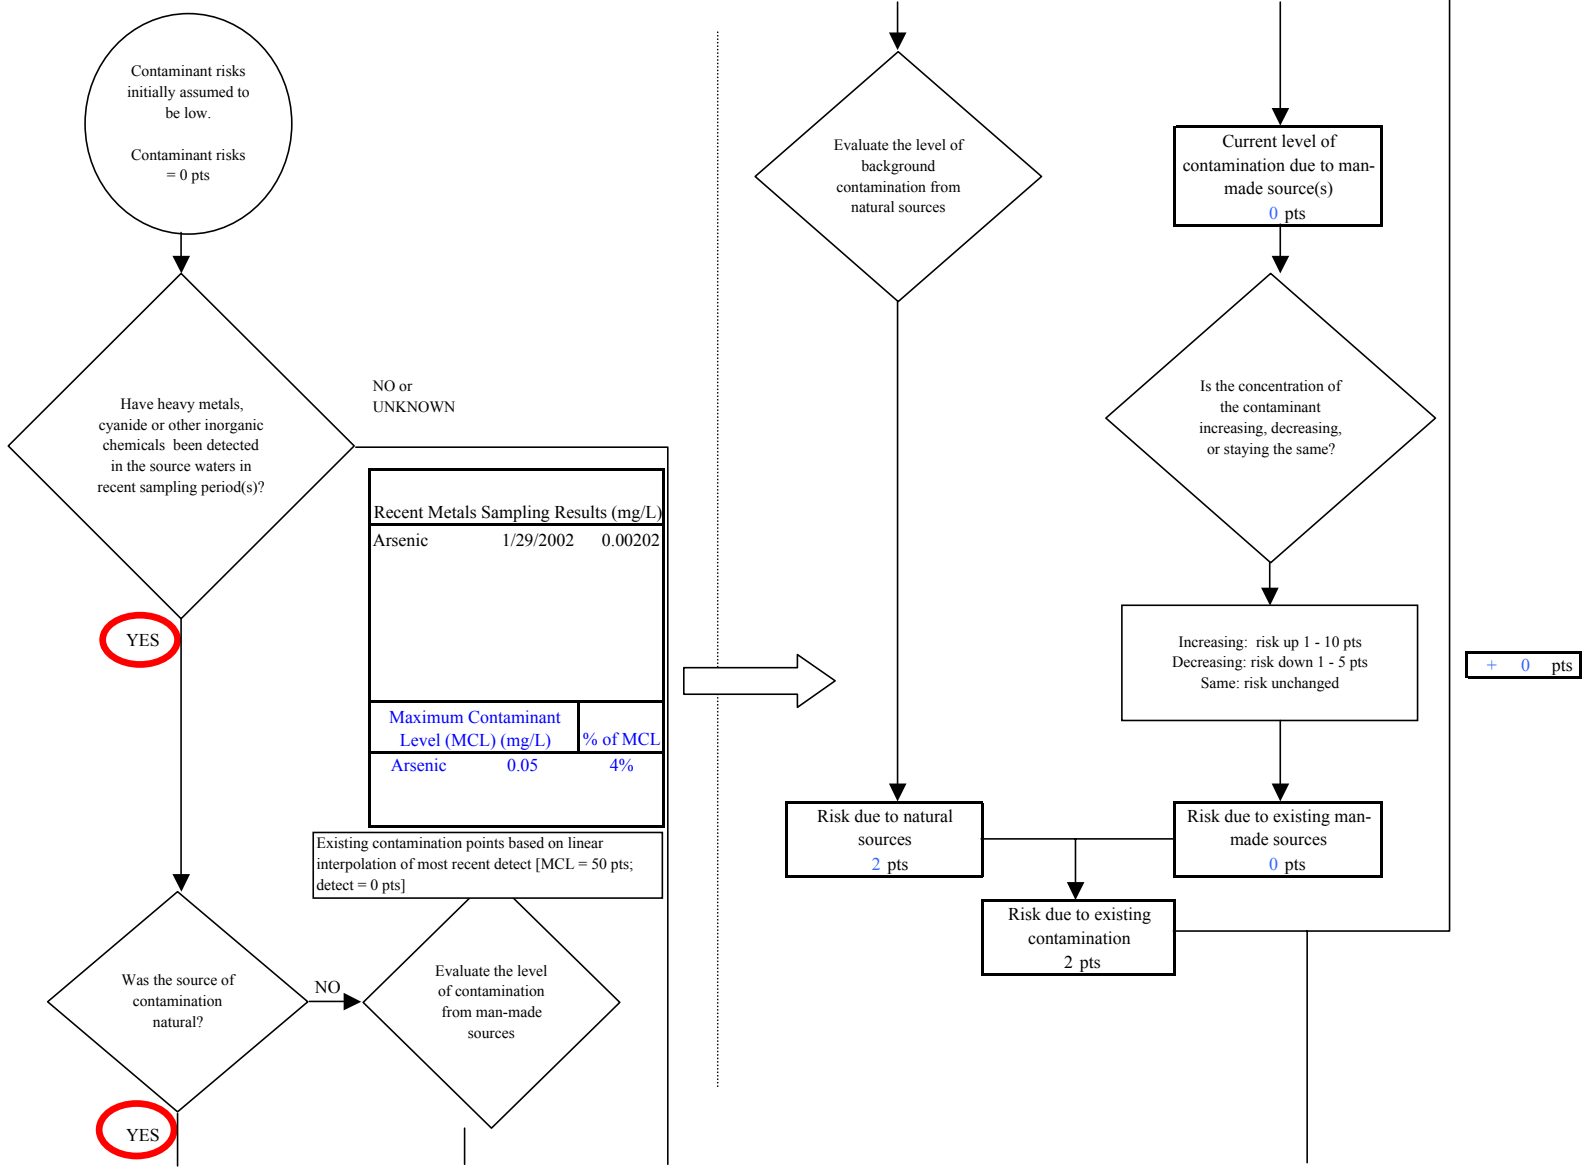 Contaminant risks
initially assumed to
be low.
Contaminant risks
= 0 pts
Have heavy metals,
cyanide or other inorganic
chemicals been detected
in the source waters in
recent sampling period(s)?
NO or
UNKNOWN
YES
Recent Metals Sampling Results (mg/L)
Arsenic 1/29/2002 0.00202
Maximum Contaminant
Level (MCL) (mg/L) % of MCL
Arsenic 0.05 4%
Existing contamination points based on linear
interpolation of most recent detect [MCL = 50 pts;
detect = 0 pts]
Was the source of
contamination
natural?
NO
YES
Evaluate the level
of contamination
from man-made
sources
Evaluate the level of
background
contamination from
natural sources
Current level of
contamination due to man-
made source(s)
0 pts
Is the concentration of
the contaminant
increasing, decreasing,
or staying the same?
Increasing: risk up 1 - 10 pts
Decreasing: risk down 1 - 5 pts
Same: risk unchanged
+ 0 pts
Risk due to natural
sources
2 pts
Risk due to existing man-
made sources
0 pts
Risk due to existing
contamination
2 pts